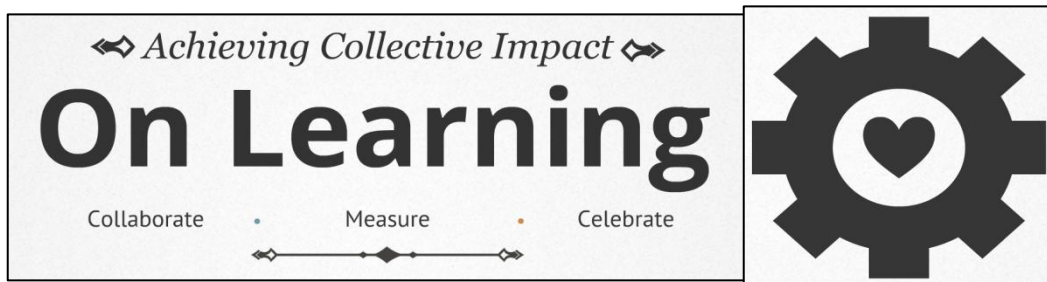 Achieving Collective Impact
On Learning
Collaborate • Measure • Celebrate